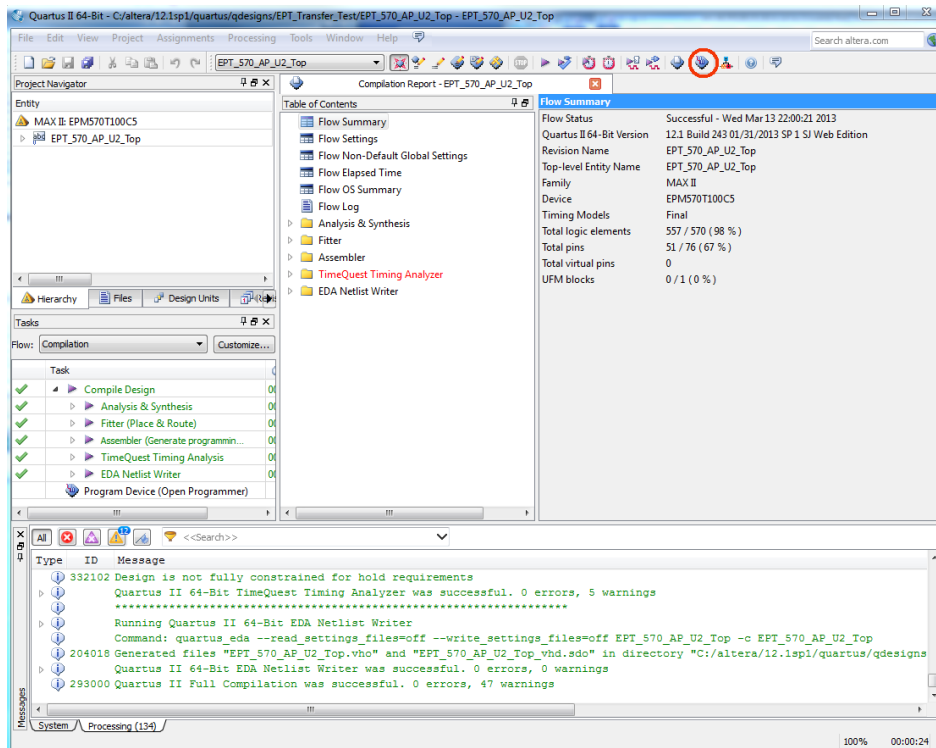 Quartus II 64-Bit - C:/altera/12.1sp1/quartus/qdesigns/EPT_Transfer_Test/EPT_570_AP_U2_Top - EPT_570_AP_U2_Top
File Edit View Project Assignments Processing Tools Window Help
Search altera.com
EPT_570_AP_U2_Top
Project Navigator
Entity
MAX II: EPM570T100C5
EPT_570_AP_U2_Top
Hierarchy Files Design Units
Tasks
Flow: Compilation Customize...
Task
Compile Design 00
Analysis & Synthesis 00
Fitter (Place & Route) 00
Assembler (Generate programmin... 00
TimeQuest Timing Analysis 00
EDA Netlist Writer 00
Program Device (Open Programmer)
Compilation Report - EPT_570_AP_U2_Top
Table of Contents
Flow Summary
Flow Settings
Flow Non-Default Global Settings
Flow Elapsed Time
Flow OS Summary
Flow Log
Analysis & Synthesis
Fitter
Assembler
TimeQuest Timing Analyzer
EDA Netlist Writer
Flow Summary
Flow Status Successful - Wed Mar 13 22:00:21 2013
Quartus II 64-Bit Version 12.1 Build 243 01/31/2013 SP 1 SJ Web Edition
Revision Name EPT_570_AP_U2_Top
Top-level Entity Name EPT_570_AP_U2_Top
Family MAX II
Device EPM570T100C5
Timing Models Final
Total logic elements 557 / 570 ( 98 % )
Total pins 51 / 76 ( 67 % )
Total virtual pins 0
UFM blocks 0 / 1 ( 0 % )
All 12 <<Search>>
Type ID Message
332102 Design is not fully constrained for hold requirements
Quartus II 64-Bit TimeQuest Timing Analyzer was successful. 0 errors, 5 warnings
*******************************************************************
Running Quartus II 64-Bit EDA Netlist Writer
Command: quartus_eda --read_settings_files=off --write_settings_files=off EPT_570_AP_U2_Top -c EPT_570_AP_U2_Top
204018 Generated files "EPT_570_AP_U2_Top.vho" and "EPT_570_AP_U2_Top_vhd.sdo" in directory "C:/altera/12.1sp1/quartus/qdesigns
Quartus II 64-Bit EDA Netlist Writer was successful. 0 errors, 0 warnings
293000 Quartus II Full Compilation was successful. 0 errors, 47 warnings
Messages
System Processing (134)
100% 00:00:24